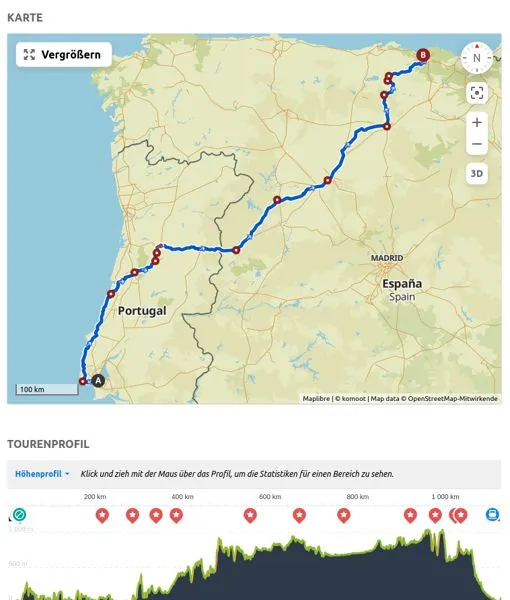 KARTE
Vergrößern
B
N
3D
MADRID
España
Spain
Portugal
A
100 km
Maplibre | © komoot | Map data © OpenStreetMap-Mitwirkende
TOURENPROFIL
Höhenprofil Klick und zieh mit der Maus über das Profil, um die Statistiken für einen Bereich zu sehen.
200 km 400 km 600 km 800 km 1 000 km
1 000 m
500 m